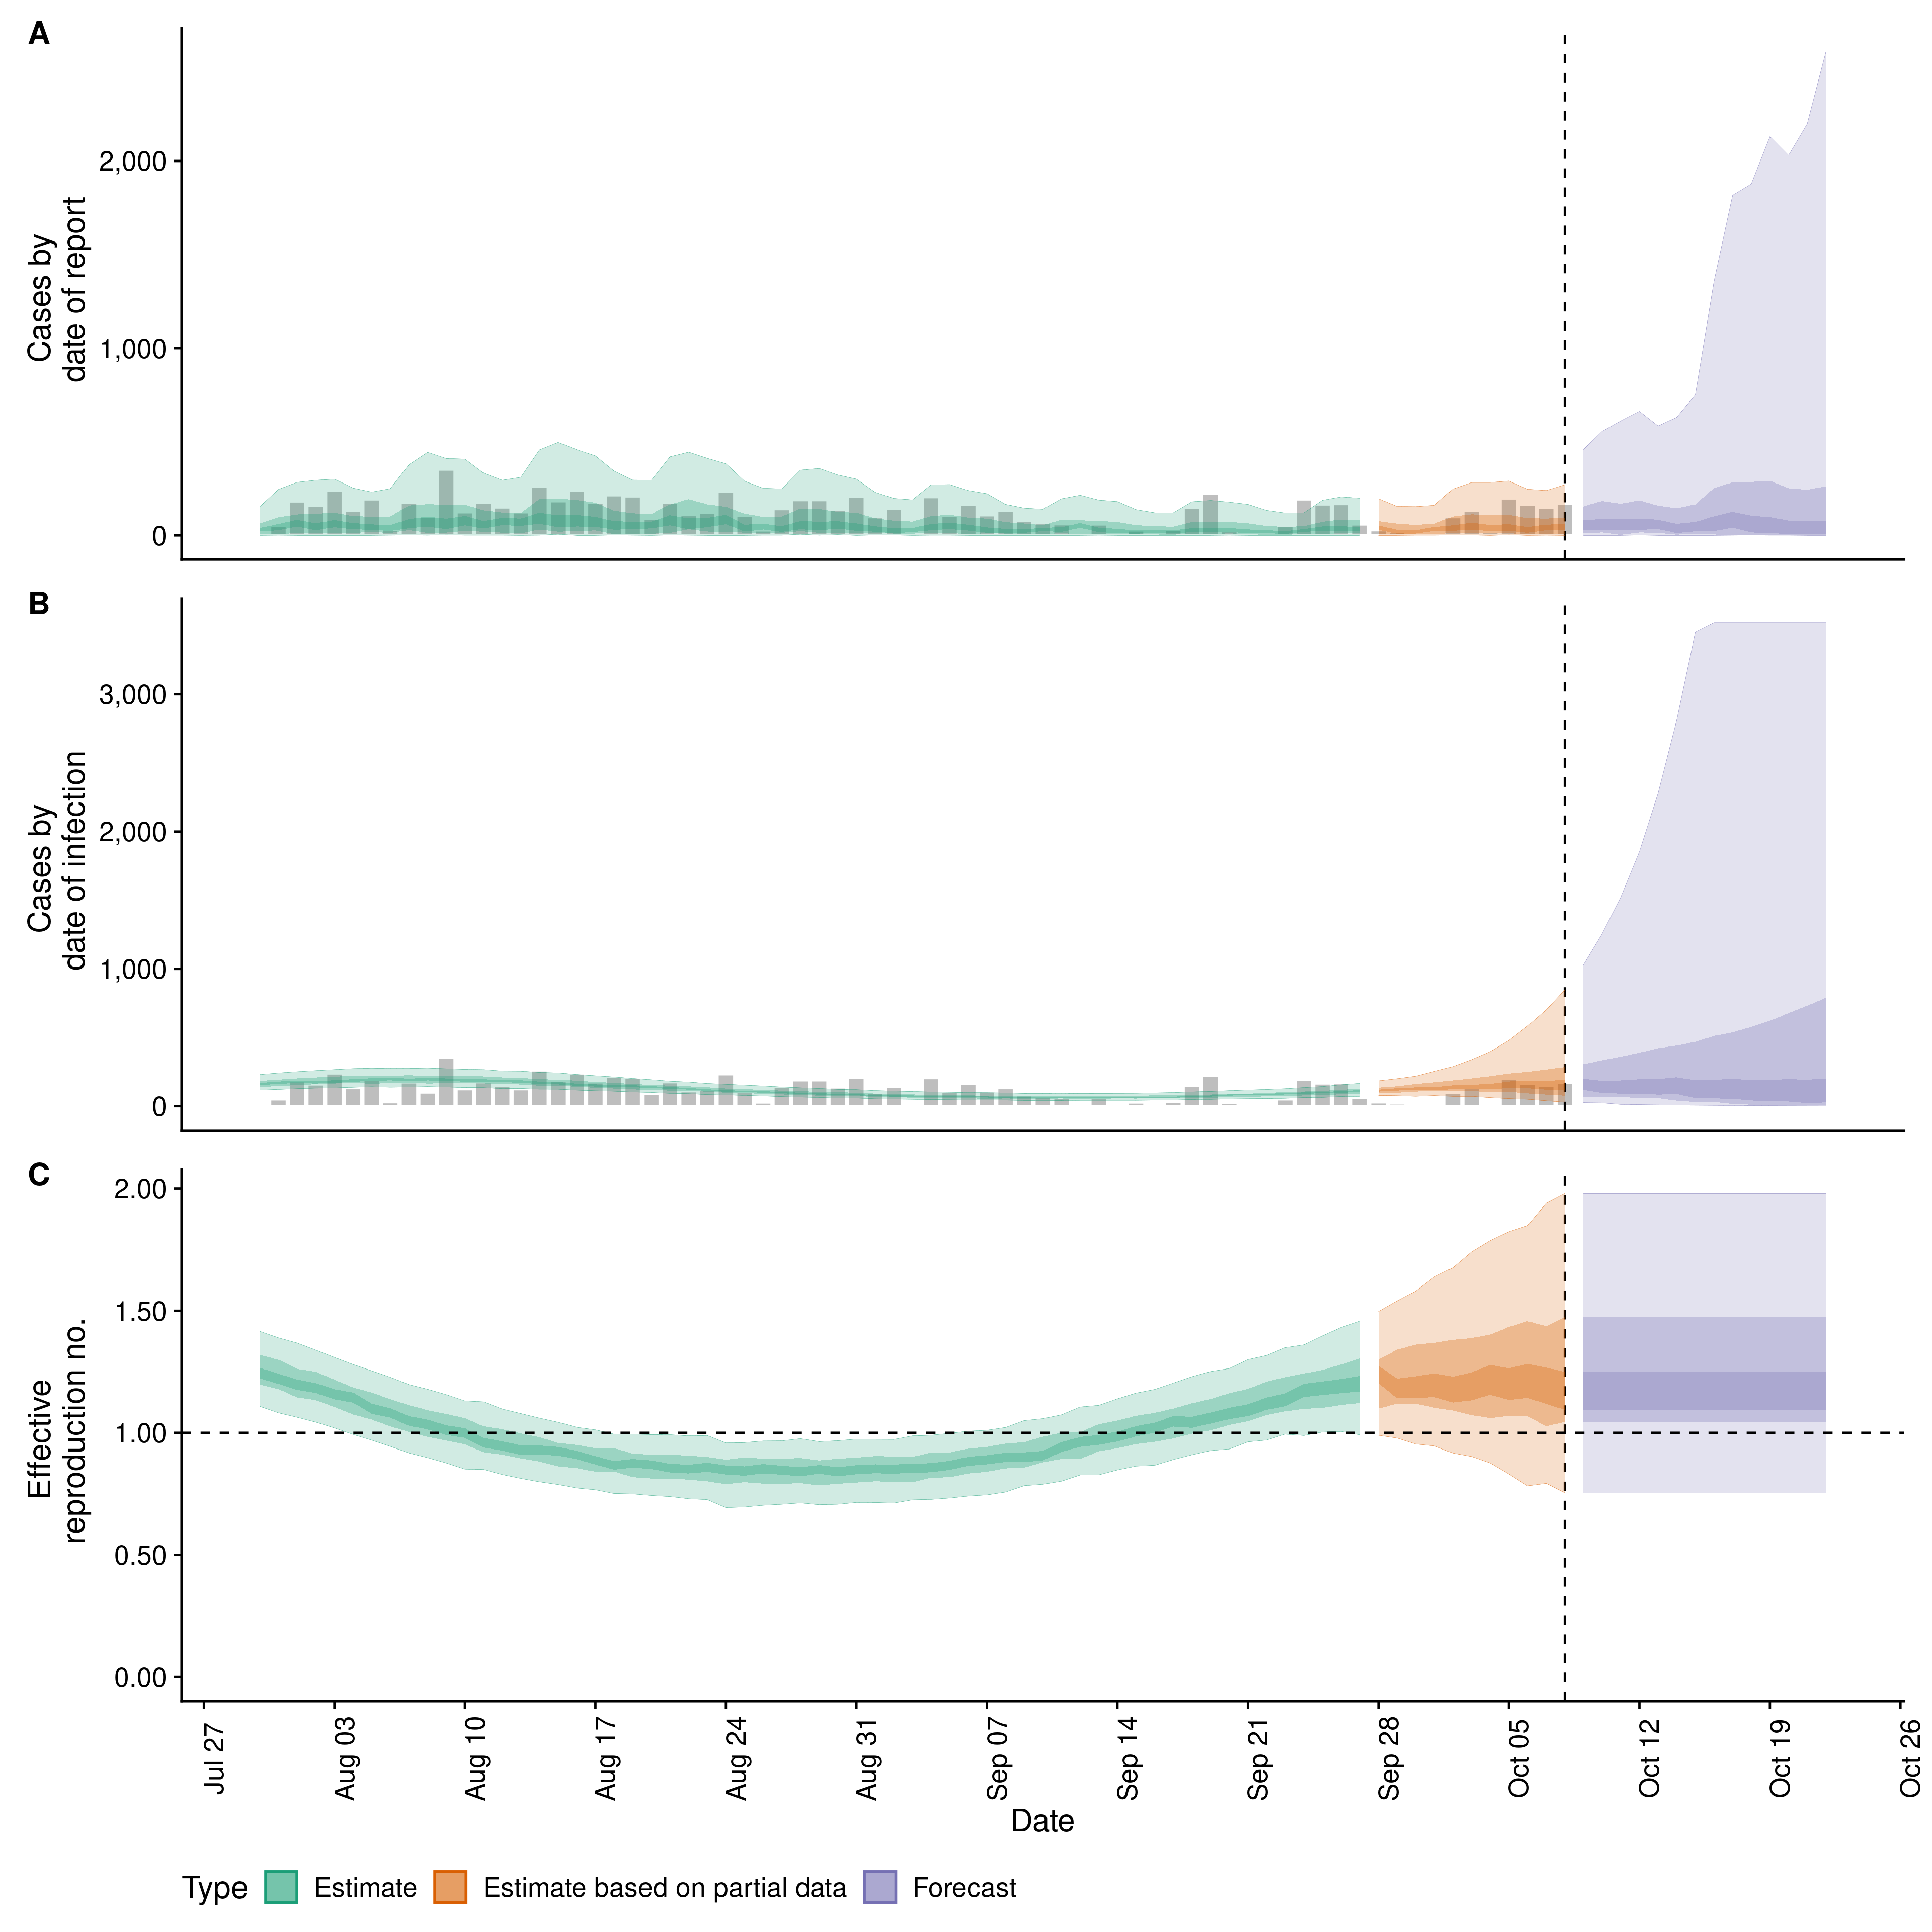 A
Cases by
date of report
2,000
1,000
0
B
Cases by
date of infection
3,000
2,000
1,000
0
C
Effective
reproduction no.
2.00
1.50
1.00
0.50
0.00
Jul 27
Aug 03
Aug 10
Aug 17
Aug 24
Aug 31
Sep 07
Sep 14
Sep 21
Sep 28
Oct 05
Oct 12
Oct 19
Oct 26
Date
Type
Estimate
Estimate based on partial data
Forecast